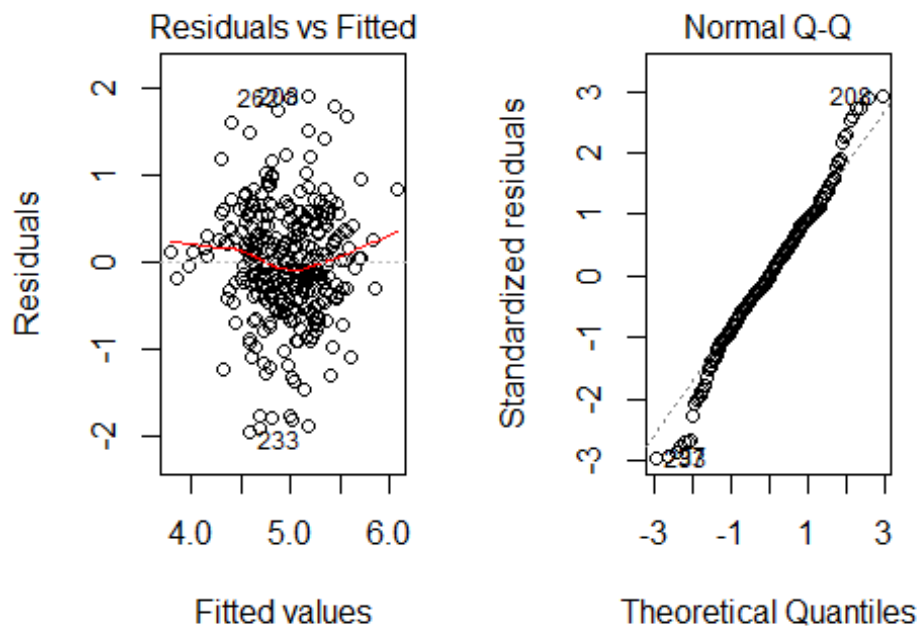 Residuals vs Fitted
Residuals
2
1
0
-1
-2
208
233
4.0 5.0 6.0
Fitted values
Normal Q-Q
Standardized residuals
3
2
1
0
-1
-2
-3
208
-3 -1 1 3
Theoretical Quantiles